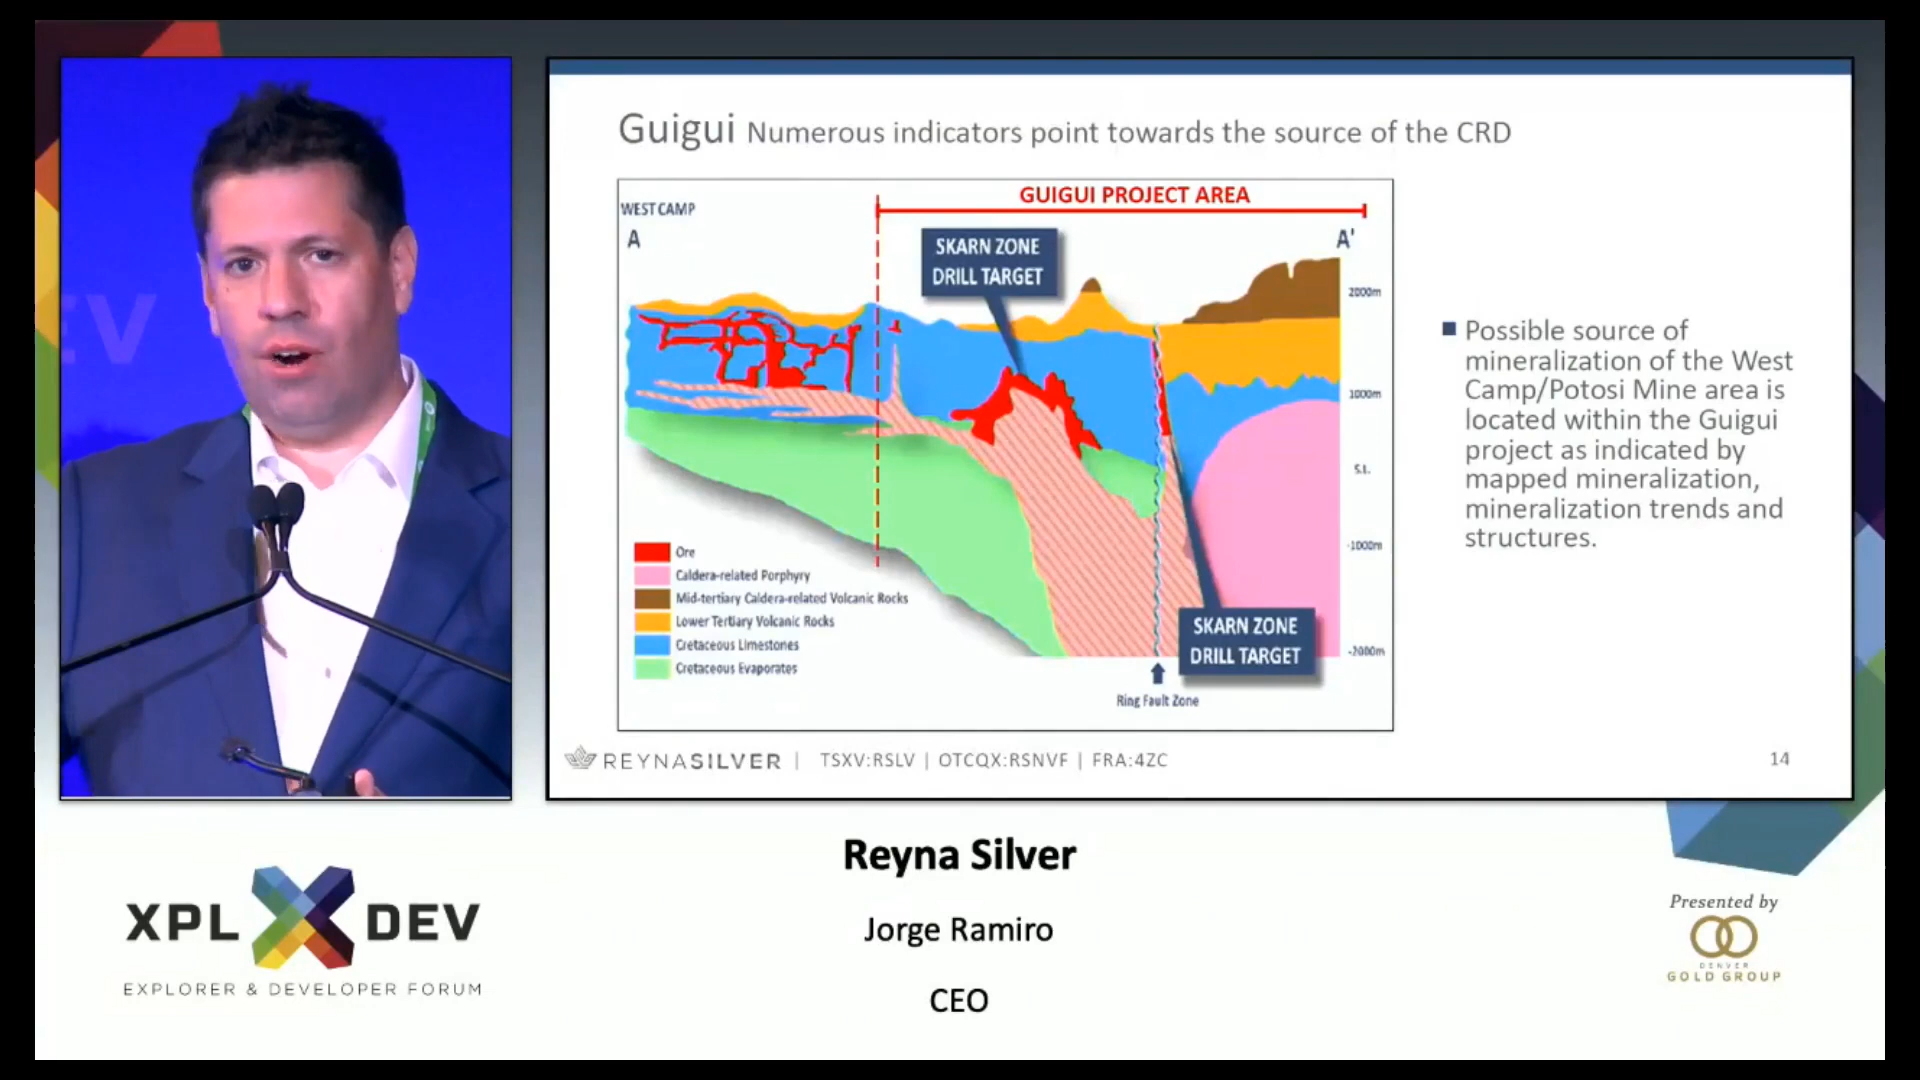 EV
Guigui Numerous indicators point towards the source of the CRD
GUIGUI PROJECT AREA
WEST CAMP
A
A'
SKARN ZONE
DRILL TARGET
2000m
1000m
S.L.
-1000m
-2000m
Ore
Caldera-related Porphyry
Mid-tertiary Caldera-related Volcanic Rocks
Lower Tertiary Volcanic Rocks
Cretaceous Limestones
Cretaceous Evaporates
SKARN ZONE
DRILL TARGET
Ring Fault Zone
■ Possible source of
mineralization of the West
Camp/Potosi Mine area is
located within the Guigui
project as indicated by
mapped mineralization,
mineralization trends and
structures.
REYNASILVER | TSXV:RSLV | OTCQX:RSNVF | FRA:4ZC
14
Reyna Silver
Jorge Ramiro
CEO
XPL X DEV
EXPLORER & DEVELOPER FORUM
Presented by
DENVER
GOLD GROUP